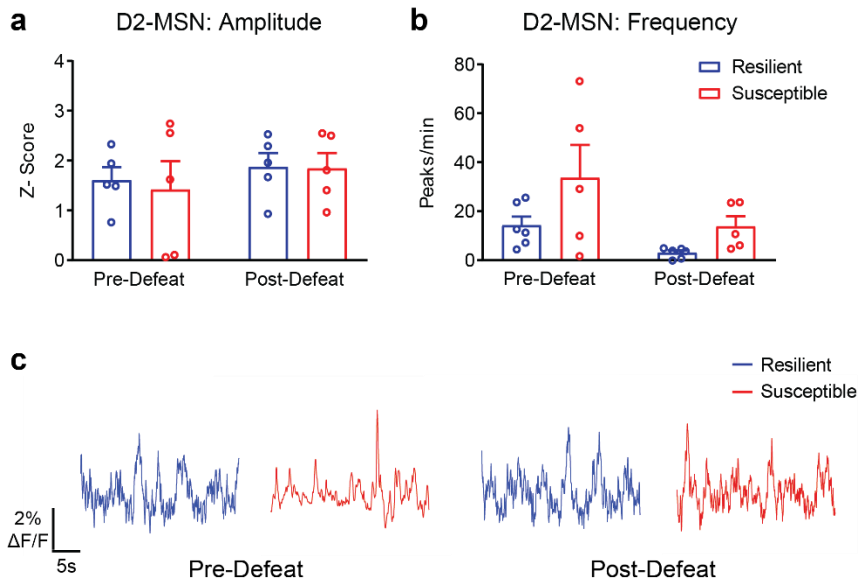 a
D2-MSN: Amplitude
Z- Score
4
3
2
1
0
Pre-Defeat
Post-Defeat
b
D2-MSN: Frequency
Peaks/min
80
60
40
20
0
Resilient
Susceptible
Pre-Defeat
Post-Defeat
c
Resilient
Susceptible
2%
ΔF/F
5s
Pre-Defeat
Post-Defeat